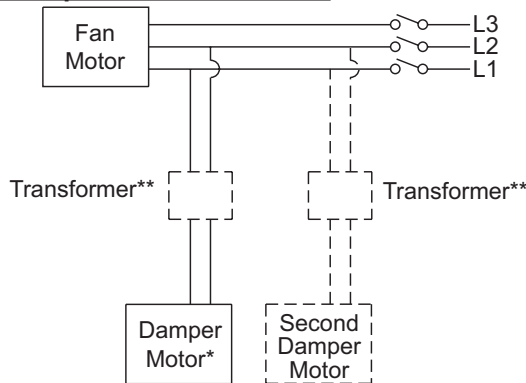 Fan
Motor
L3
L2
L1
Transformer**
Transformer**
Damper
Motor*
Second
Damper
Motor